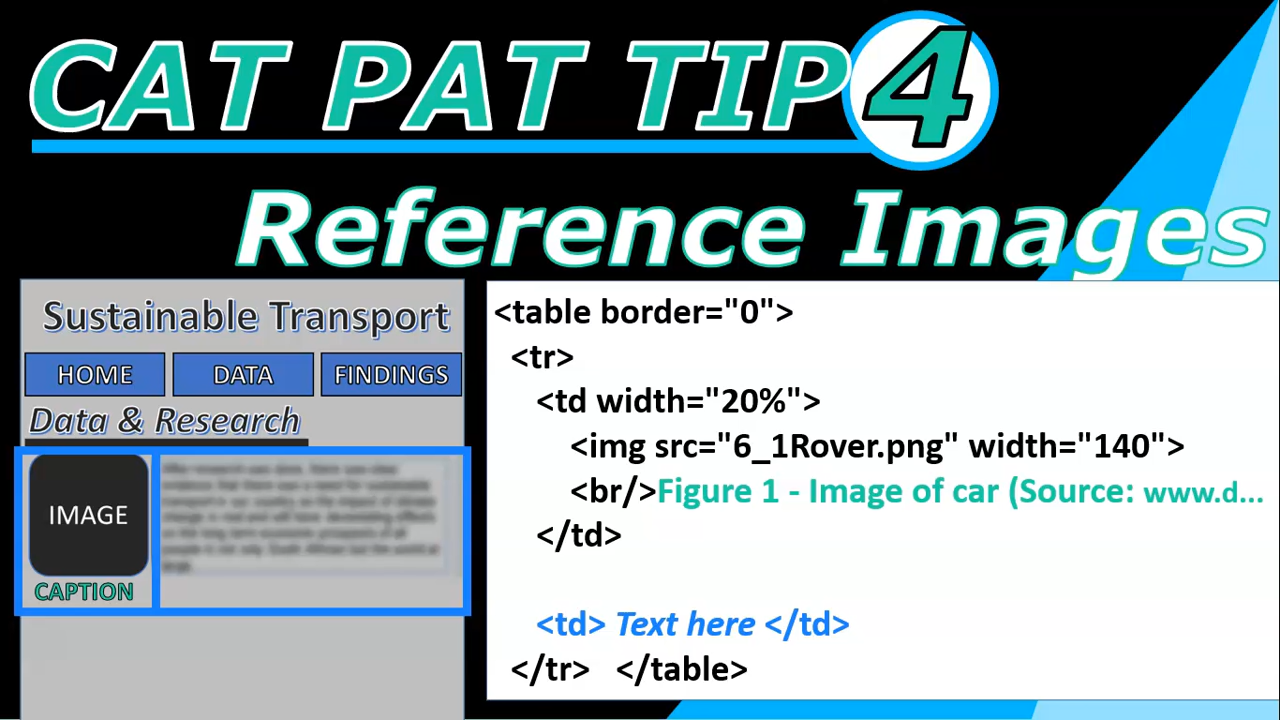 CAT PAT TIP 4
Reference Images
Sustainable Transport
HOME DATA FINDINGS
Data & Research
IMAGE
CAPTION
<table border="0">
<tr>
<td width="20%">
<img src="6_1Rover.png" width="140">
<br/>Figure 1 - Image of car (Source: www.d...
</td>
<td> Text here </td>
</tr> </table>